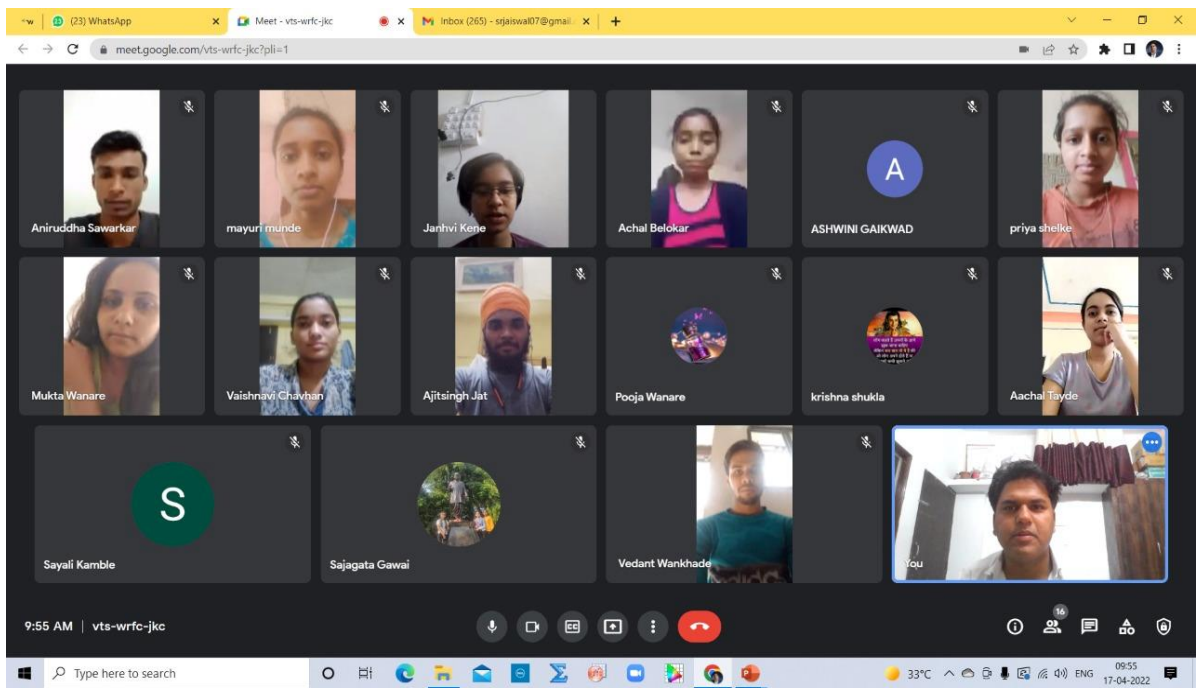 (23) WhatsApp
Meet - vts-wrfc-jkc
Inbox (265) - srjaiswal07@gmail.
meet.google.com/vts-wrfc-jkc?pli=1
Aniruddha Sawarkar
mayuri munde
Janhvi Kene
Achal Belokar
A
ASHWINI GAIKWAD
priya shelke
Mukta Wanare
Vaishnavi Chavhan
Ajitsingh Jat
Pooja Wanare
krishna shukla
Aachal Tayde
S
Sayali Kamble
Sajagata Gawai
Vedant Wankhade
You
9:55 AM | vts-wrfc-jkc
CC
16
Type here to search
33°C
ENG
09:55
17-04-2022